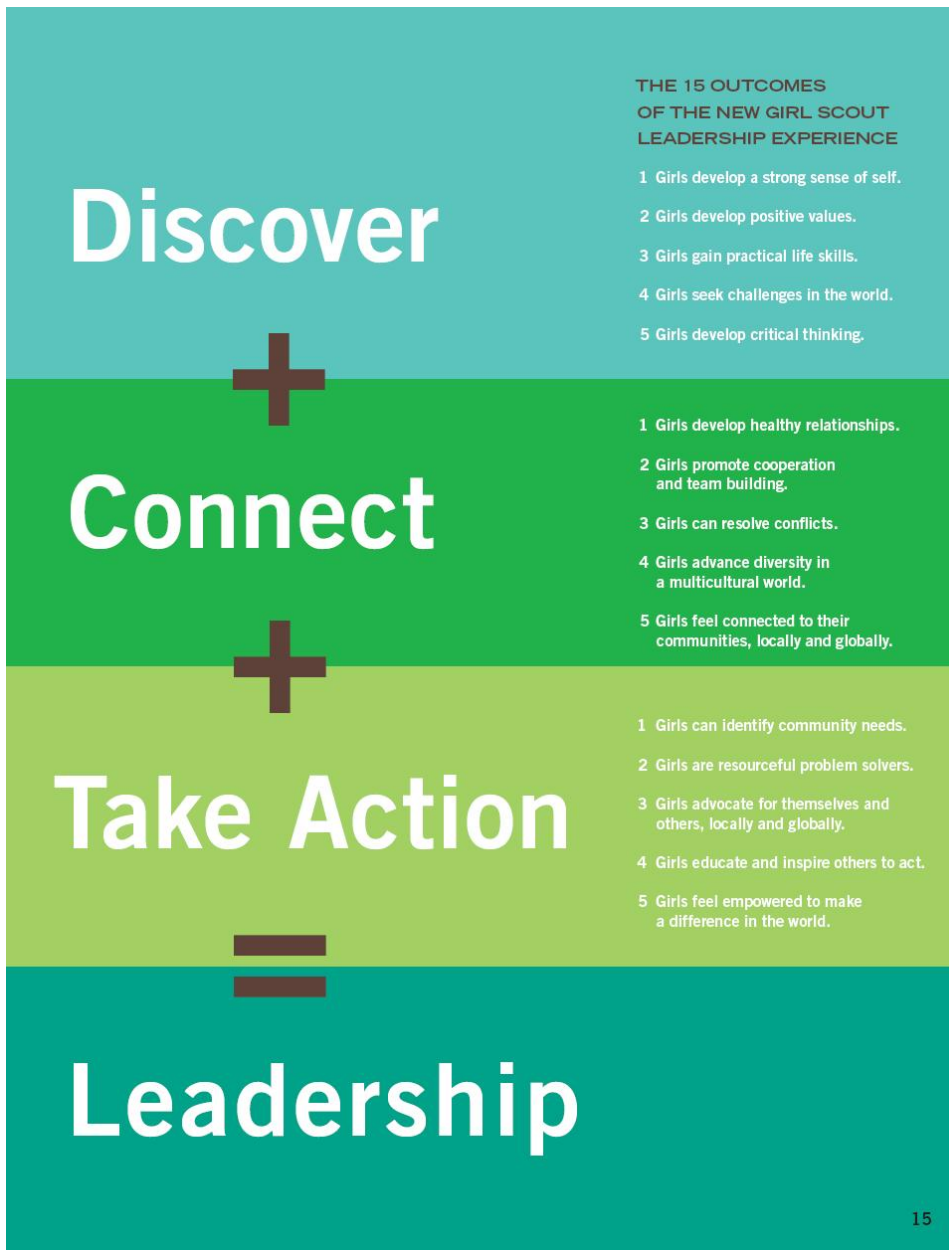 THE 15 OUTCOMES
OF THE NEW GIRL SCOUT
LEADERSHIP EXPERIENCE
Discover
1 Girls develop a strong sense of self.
2 Girls develop positive values.
3 Girls gain practical life skills.
4 Girls seek challenges in the world.
5 Girls develop critical thinking.
+
Connect
1 Girls develop healthy relationships.
2 Girls promote cooperation
and team building.
3 Girls can resolve conflicts.
4 Girls advance diversity in
a multicultural world.
5 Girls feel connected to their
communities, locally and globally.
+
Take Action
1 Girls can identify community needs.
2 Girls are resourceful problem solvers.
3 Girls advocate for themselves and
others, locally and globally.
4 Girls educate and inspire others to act.
5 Girls feel empowered to make
a difference in the world.
=
Leadership
15